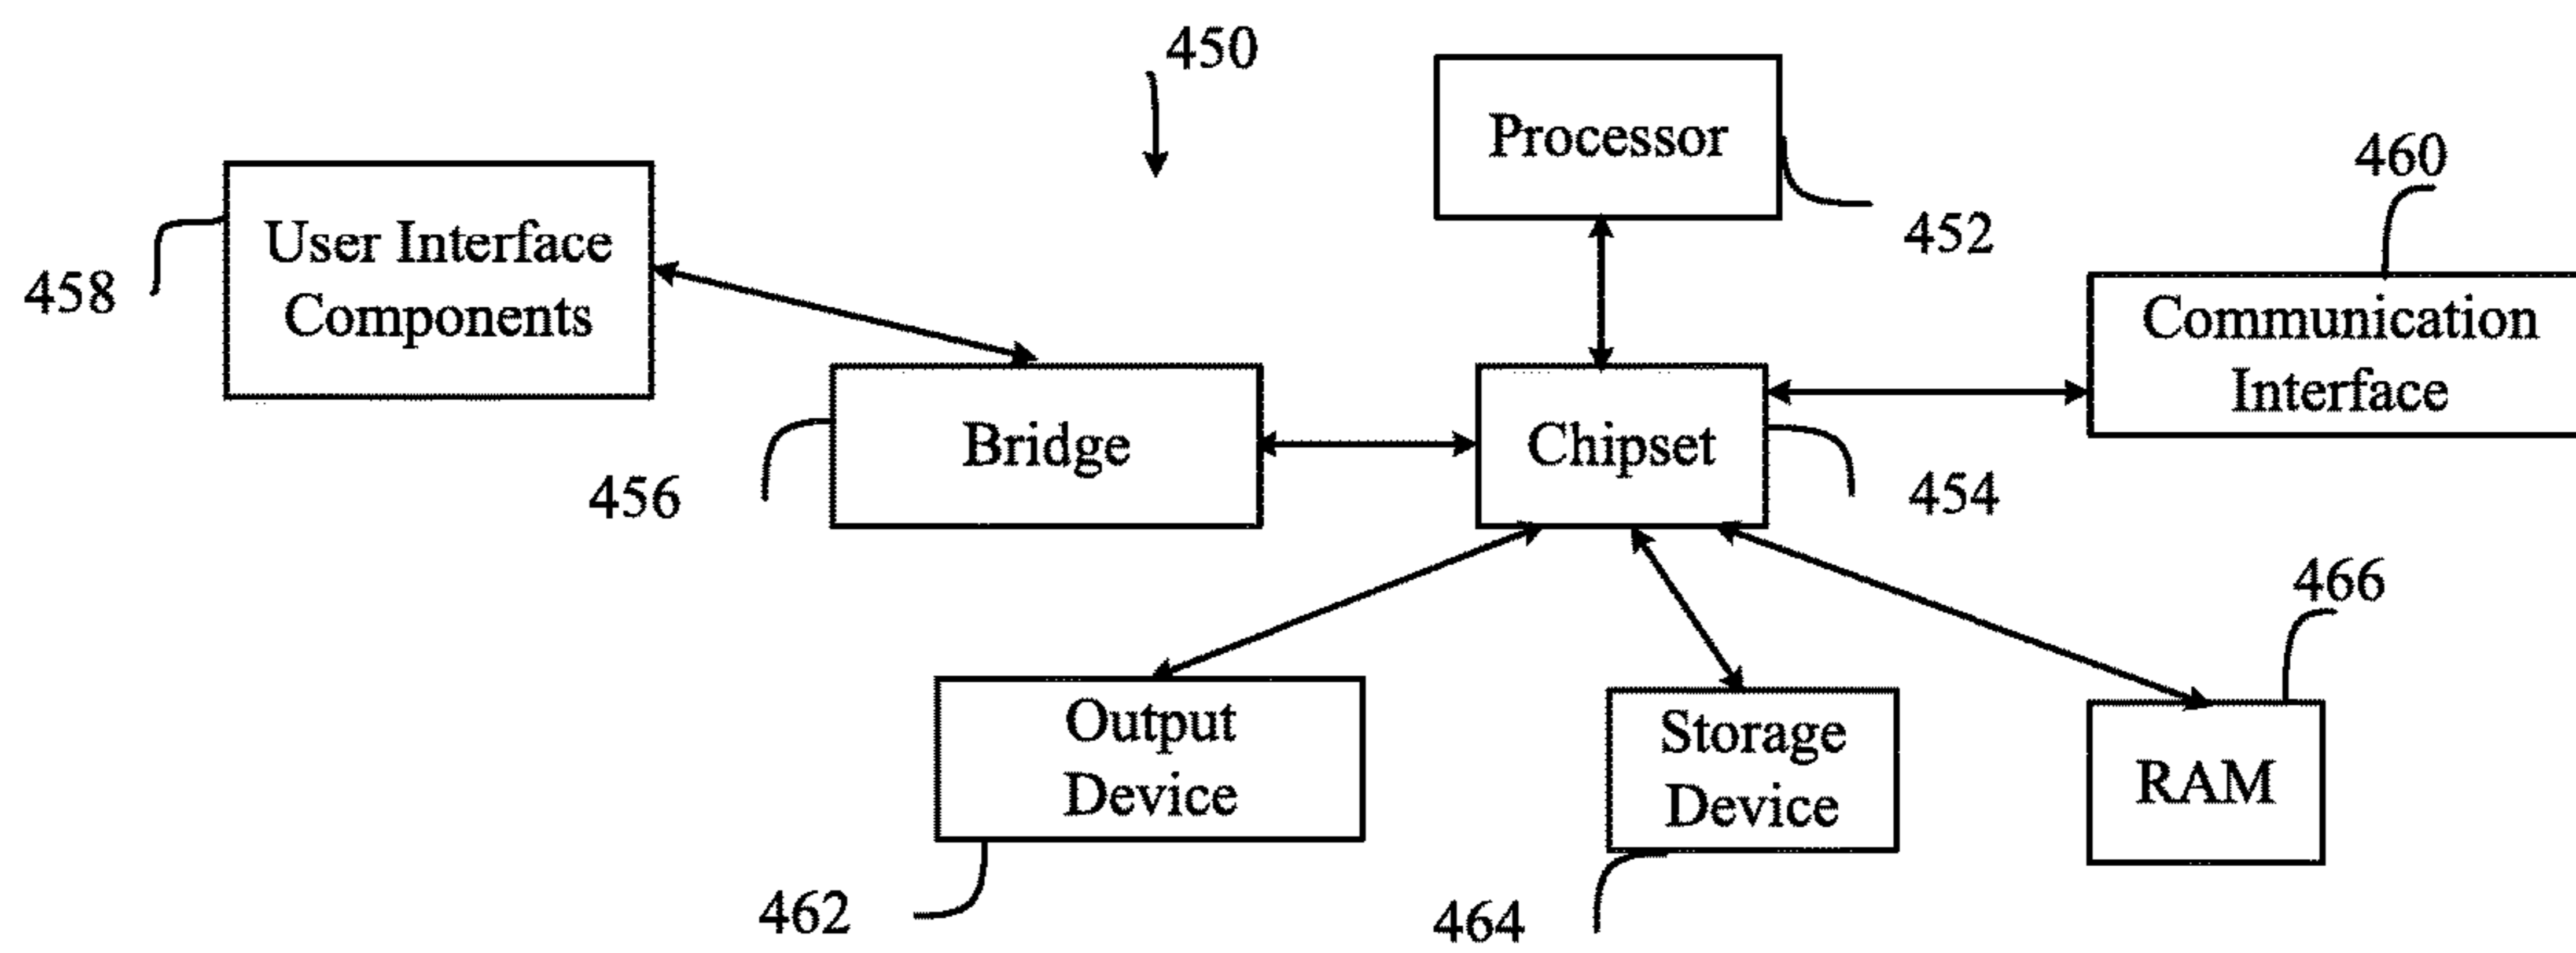 450
Processor
460
User Interface
Components
452
458
Communication
Interface
Bridge
Chipset
456
454
466
Output
Device
Storage
Device
RAM
462
464